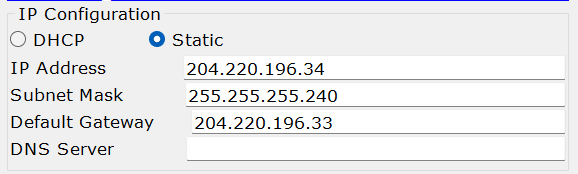 IP Configuration
DHCP Static
IP Address 204.220.196.34
Subnet Mask 255.255.255.240
Default Gateway 204.220.196.33
DNS Server